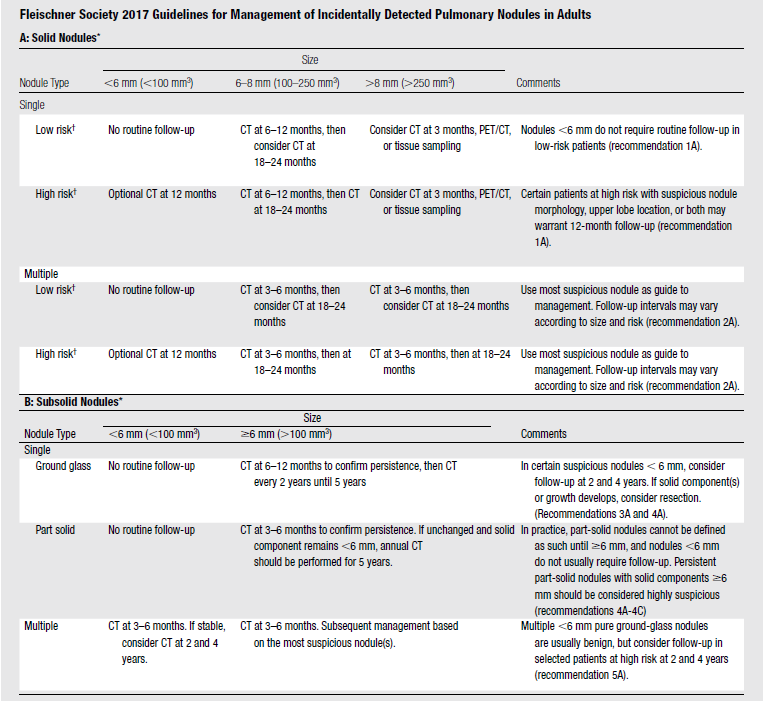 Fleischner Society 2017 Guidelines for Management of Incidentally Detected Pulmonary Nodules in Adults
A: Solid Nodules*
Size
Nodule Type <6 mm (<100 mm³) 6–8 mm (100–250 mm³) >8 mm (>250 mm³) Comments
Single
Low risk† No routine follow-up CT at 6–12 months, then Consider CT at 3 months, PET/CT, Nodules <6 mm do not require routine follow-up in
consider CT at or tissue sampling low-risk patients (recommendation 1A).
18–24 months
High risk† Optional CT at 12 months CT at 6–12 months, then CT Consider CT at 3 months, PET/CT, Certain patients at high risk with suspicious nodule
at 18–24 months or tissue sampling morphology, upper lobe location, or both may
warrant 12-month follow-up (recommendation
1A).
Multiple
Low risk† No routine follow-up CT at 3–6 months, then CT at 3–6 months, then Use most suspicious nodule as guide to
consider CT at 18–24 consider CT at 18–24 months management. Follow-up intervals may vary
months according to size and risk (recommendation 2A).
High risk† Optional CT at 12 months CT at 3–6 months, then at CT at 3–6 months, then at 18–24 Use most suspicious nodule as guide to
18–24 months months management. Follow-up intervals may vary
according to size and risk (recommendation 2A).
B: Subsolid Nodules*
Size
Nodule Type <6 mm (<100 mm³) ≥6 mm (>100 mm³) Comments
Single
Ground glass No routine follow-up CT at 6–12 months to confirm persistence, then CT In certain suspicious nodules < 6 mm, consider
every 2 years until 5 years follow-up at 2 and 4 years. If solid component(s)
or growth develops, consider resection.
(Recommendations 3A and 4A).
Part solid No routine follow-up CT at 3–6 months to confirm persistence. If unchanged and solid In practice, part-solid nodules cannot be defined
component remains <6 mm, annual CT as such until ≥6 mm, and nodules <6 mm
should be performed for 5 years. do not usually require follow-up. Persistent
part-solid nodules with solid components ≥6
mm should be considered highly suspicious
(recommendations 4A-4C)
Multiple CT at 3–6 months. If stable, CT at 3–6 months. Subsequent management based Multiple <6 mm pure ground-glass nodules
consider CT at 2 and 4 on the most suspicious nodule(s). are usually benign, but consider follow-up in
years. selected patients at high risk at 2 and 4 years
(recommendation 5A).